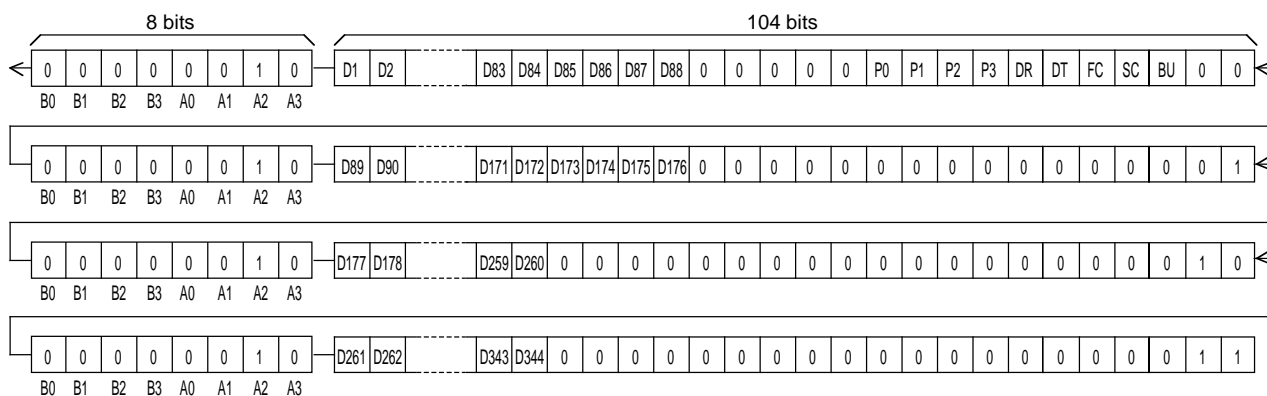 8 bits 104 bits
0 0 0 0 0 0 1 0 D1 D2 D83 D84 D85 D86 D87 D88 0 0 0 0 0 P0 P1 P2 P3 DR DT FC SC BU 0 0
B0 B1 B2 B3 A0 A1 A2 A3
0 0 0 0 0 0 1 0 D89 D90 D171 D172 D173 D174 D175 D176 0 0 0 0 0 0 0 0 0 0 0 0 0 0 0 1
B0 B1 B2 B3 A0 A1 A2 A3
0 0 0 0 0 0 1 0 D177 D178 D259 D260 0 0 0 0 0 0 0 0 0 0 0 0 0 0 0 0 0 0 1 0
B0 B1 B2 B3 A0 A1 A2 A3
0 0 0 0 0 0 1 0 D261 D262 D343 D344 0 0 0 0 0 0 0 0 0 0 0 0 0 0 0 0 0 0 1 1
B0 B1 B2 B3 A0 A1 A2 A3